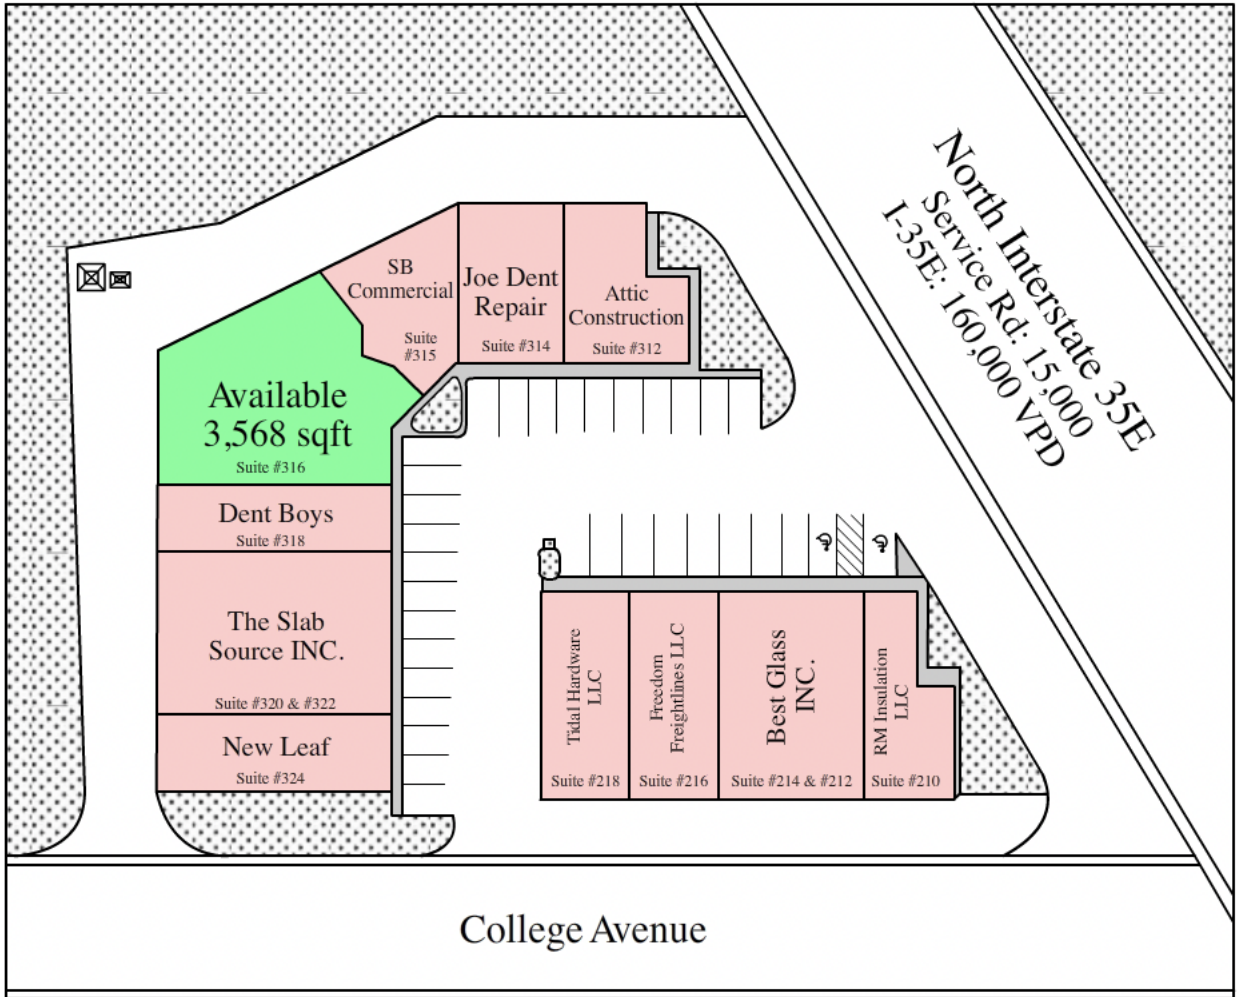 North Interstate 35E
Service Rd: 15,000
I-35E: 160,000 VPD
SB
Commercial
Suite
#315
Joe Dent
Repair
Suite #314
Attic
Construction
Suite #312
Available
3,568 sqft
Suite #316
Dent Boys
Suite #318
The Slab
Source INC.
Suite #320 & #322
New Leaf
Suite #324
Tidal Hardware
LLC
Suite #218
Freedom
Freightlines LLC
Suite #216
Best Glass
INC.
Suite #214 & #212
RM Insulation
LLC
Suite #210
College Avenue